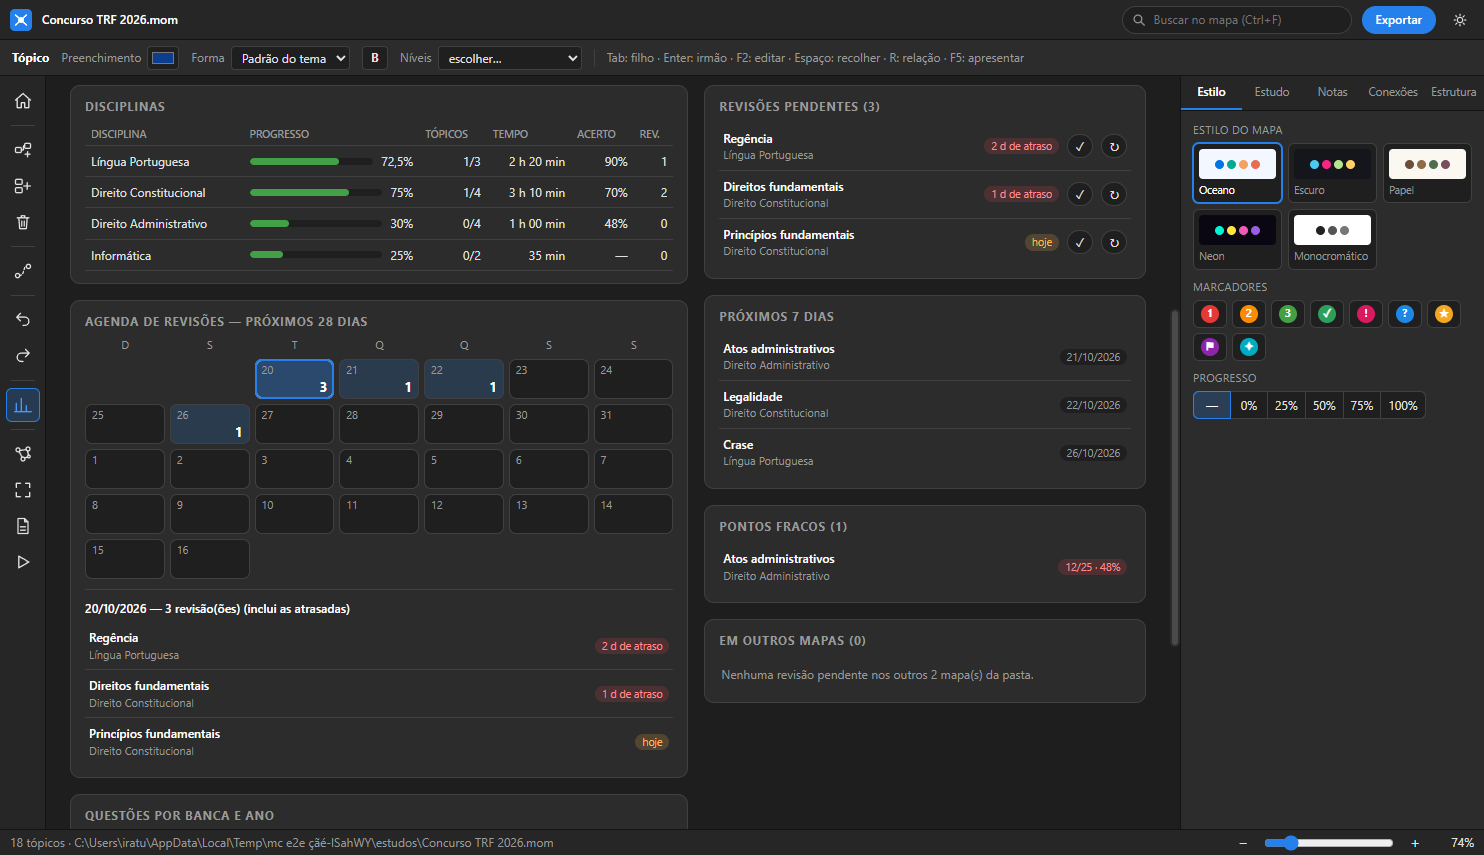 Concurso TRF 2026.mom
Buscar no mapa (Ctrl+F)
Exportar
Tópico Preenchimento Forma Padrão do tema B Níveis escolher... Tab: filho · Enter: irmão · F2: editar · Espaço: recolher · R: relação · F5: apresentar
DISCIPLINAS
DISCIPLINA PROGRESSO TÓPICOS TEMPO ACERTO REV.
Língua Portuguesa 72,5% 1/3 2 h 20 min 90% 1
Direito Constitucional 75% 1/4 3 h 10 min 70% 2
Direito Administrativo 30% 0/4 1 h 00 min 48% 0
Informática 25% 0/2 35 min — 0
AGENDA DE REVISÕES — PRÓXIMOS 28 DIAS
D S T Q Q S S
20 3 21 1 22 1 23 24
25 26 1 27 28 29 30 31
1 2 3 4 5 6 7
8 9 10 11 12 13 14
15 16
20/10/2026 — 3 revisão(ões) (inclui as atrasadas)
Regência
Língua Portuguesa
2 d de atraso
Direitos fundamentais
Direito Constitucional
1 d de atraso
Princípios fundamentais
Direito Constitucional
hoje
QUESTÕES POR BANCA E ANO
REVISÕES PENDENTES (3)
Regência
Língua Portuguesa
2 d de atraso
Direitos fundamentais
Direito Constitucional
1 d de atraso
Princípios fundamentais
Direito Constitucional
hoje
PRÓXIMOS 7 DIAS
Atos administrativos
Direito Administrativo
21/10/2026
Legalidade
Direito Constitucional
22/10/2026
Crase
Língua Portuguesa
26/10/2026
PONTOS FRACOS (1)
Atos administrativos
Direito Administrativo
12/25 · 48%
EM OUTROS MAPAS (0)
Nenhuma revisão pendente nos outros 2 mapa(s) da pasta.
Estilo Estudo Notas Conexões Estrutura
ESTILO DO MAPA
Oceano Escuro Papel
Neon Monocromático
MARCADORES
1 2 3 ✓ ! ? ★
PROGRESSO
— 0% 25% 50% 75% 100%
18 tópicos · C:\Users\iratu\AppData\Local\Temp\mc e2e çãé-lSahWY\estudos\Concurso TRF 2026.mom
− + 74%